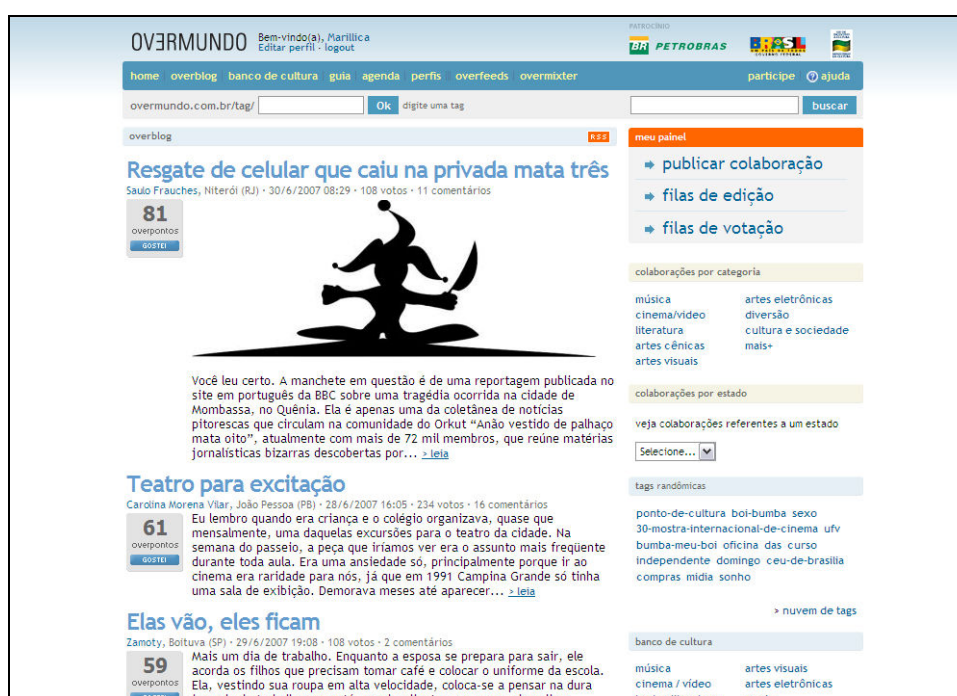 OVERMUNDO
Bem-vindo(a), Marillica
Editar perfil - logout
PATROCÍNIO
BR PETROBRAS
BRASIL
GOVERNO FEDERAL
home overblog banco de cultura guia agenda perfis overfeeds overmixter
participe ? ajuda
overmundo.com.br/tag/ Ok digite uma tag
buscar
overblog
RSS
Resgate de celular que caiu na privada mata três
Saulo Frauches, Niterói (RJ) · 30/6/2007 08:29 · 108 votos · 11 comentários
81
overpontos
GOSTEI
Você leu certo. A manchete em questão é de uma reportagem publicada no
site em português da BBC sobre uma tragédia ocorrida na cidade de
Mombassa, no Quênia. Ela é apenas uma da coletânea de notícias
pitorescas que circulam na comunidade do Orkut “Anão vestido de palhaço
mata oito”, atualmente com mais de 72 mil membros, que reúne matérias
jornalísticas bizarras descobertas por... > leia
Teatro para excitação
Carolina Morena Vilar, João Pessoa (PB) · 28/6/2007 16:05 · 234 votos · 16 comentários
61
overpontos
GOSTEI
Eu lembro quando era criança e o colégio organizava, quase que
mensalmente, uma daquelas excursões para o teatro da cidade. Na
semana do passeio, a peça que iríamos ver era o assunto mais freqüente
durante toda aula. Era uma ansiedade só, principalmente porque ir ao
cinema era raridade para nós, já que em 1991 Campina Grande só tinha
uma sala de exibição. Demorava meses até aparecer... > leia
Elas vão, eles ficam
Zamoty, Boituva (SP) · 29/6/2007 19:08 · 108 votos · 2 comentários
59
overpontos
Mais um dia de trabalho. Enquanto a esposa se prepara para sair, ele
acorda os filhos que precisam tomar café e colocar o uniforme da escola.
Ela, vestindo sua roupa em alta velocidade, coloca-se a pensar na dura
meu painel
publicar colaboração
filas de edição
filas de votação
colaborações por categoria
música
cinema/video
literatura
artes cênicas
artes visuais
artes eletrônicas
diversão
cultura e sociedade
mais+
colaborações por estado
veja colaborações referentes a um estado
Selecione...
tags randômicas
ponto-de-cultura boi-bumba sexo
30-mostra-internacional-de-cinema ufv
bumba-meu-boi oficina das curso
independente domingo ceu-de-brasilia
compras midia sonho
> nuvem de tags
banco de cultura
música
cinema / vídeo
artes visuais
artes eletrônicas